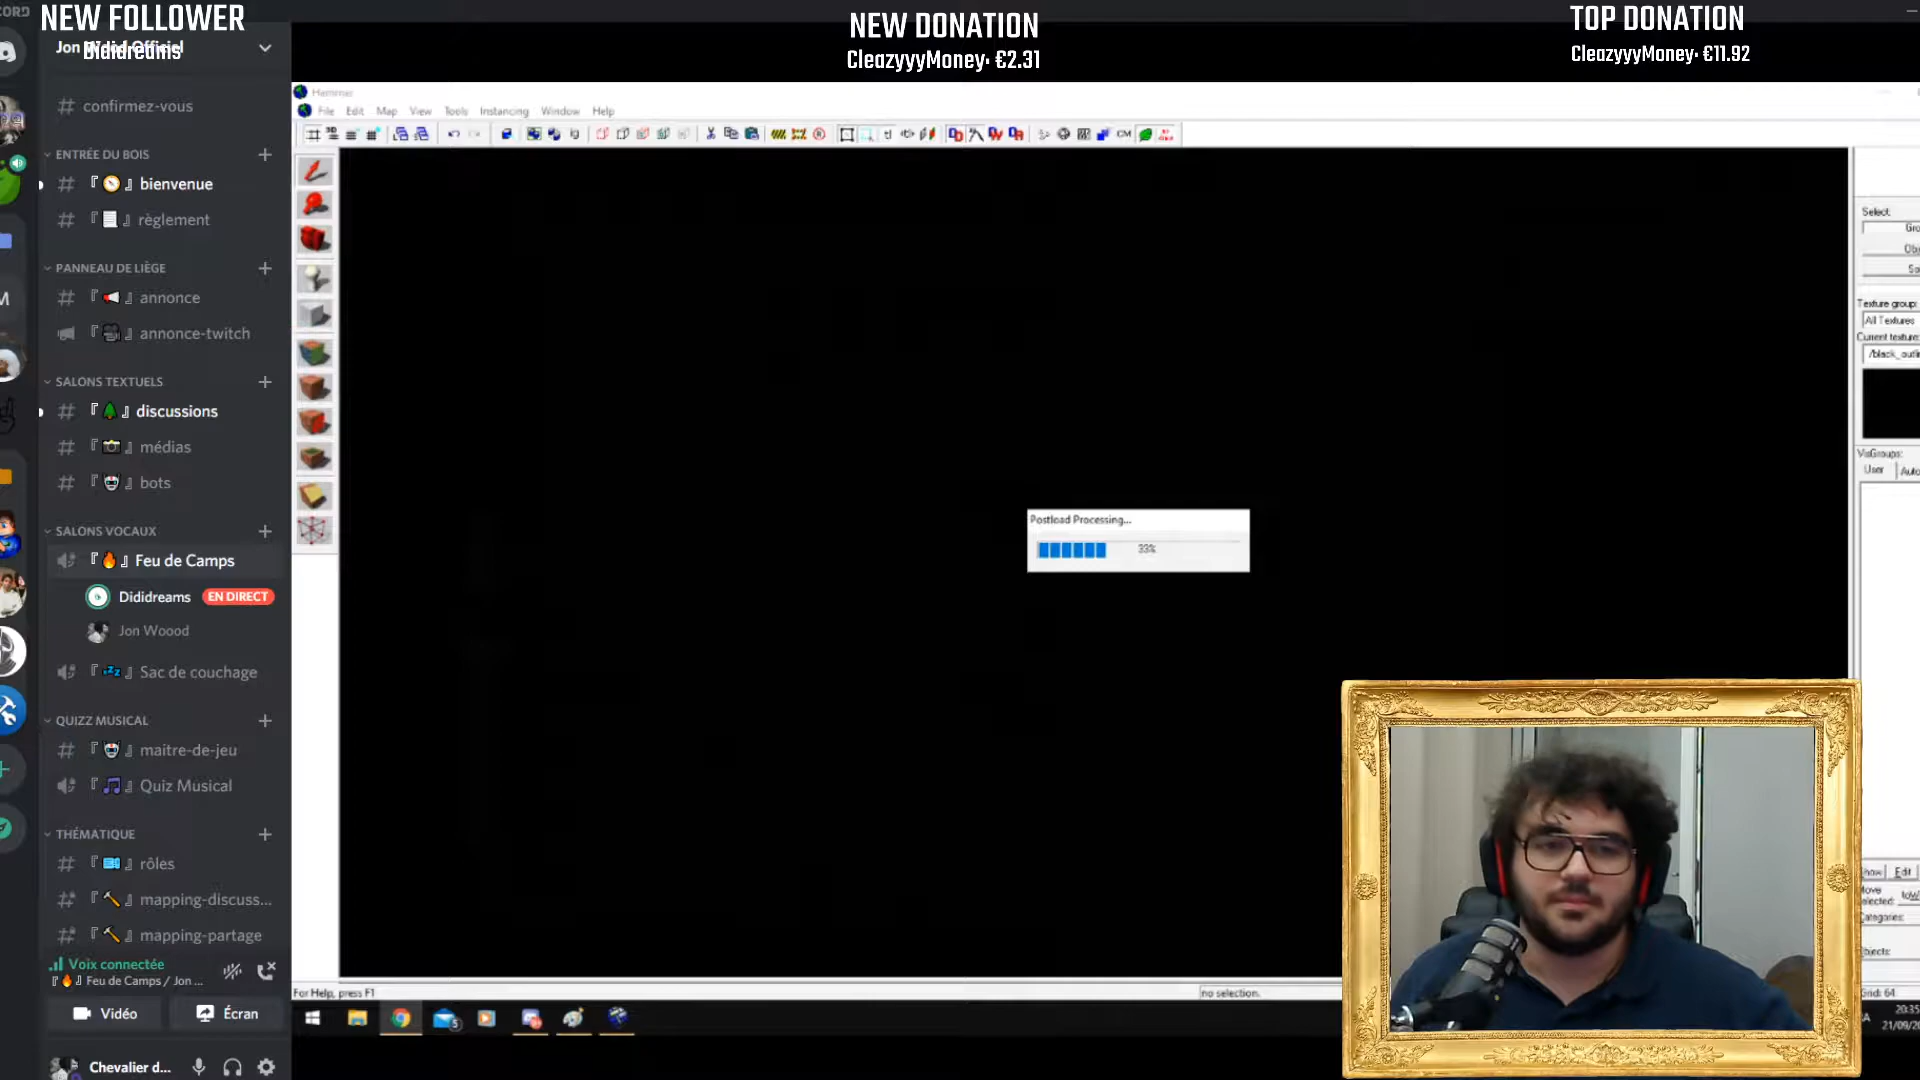 NEW FOLLOWER
Dididreams
NEW DONATION
CleazyyyMoney: €2.31
TOP DONATION
CleazyyyMoney: €11.92
confirmez-vous
ENTRÉE DU BOIS
『🧭』bienvenue
『📃』règlement
PANNEAU DE LIÈGE
『📢』annonce
『🎥』annonce-twitch
SALONS TEXTUELS
『🌲』discussions
『📷』médias
『🤖』bots
SALONS VOCAUX
『🔥』Feu de Camps
Dididreams EN DIRECT
Jon Woood
『💤』Sac de couchage
QUIZZ MUSICAL
『🤖』maitre-de-jeu
『🎵』Quiz Musical
THÉMATIQUE
『🎟』rôles
『🔨』mapping-discuss...
『🔨』mapping-partage
Voix connectée
『🔥』Feu de Camps / Jon ...
Vidéo
Écran
Chevalier d...
Hammer
File Edit Map View Tools Instancing Window Help
Postload Processing...
33%
Select:
Texture group:
All Textures
Current texture:
VisGroups:
User
Edit
For Help, press F1
no selection.
Grid: 64
20:35